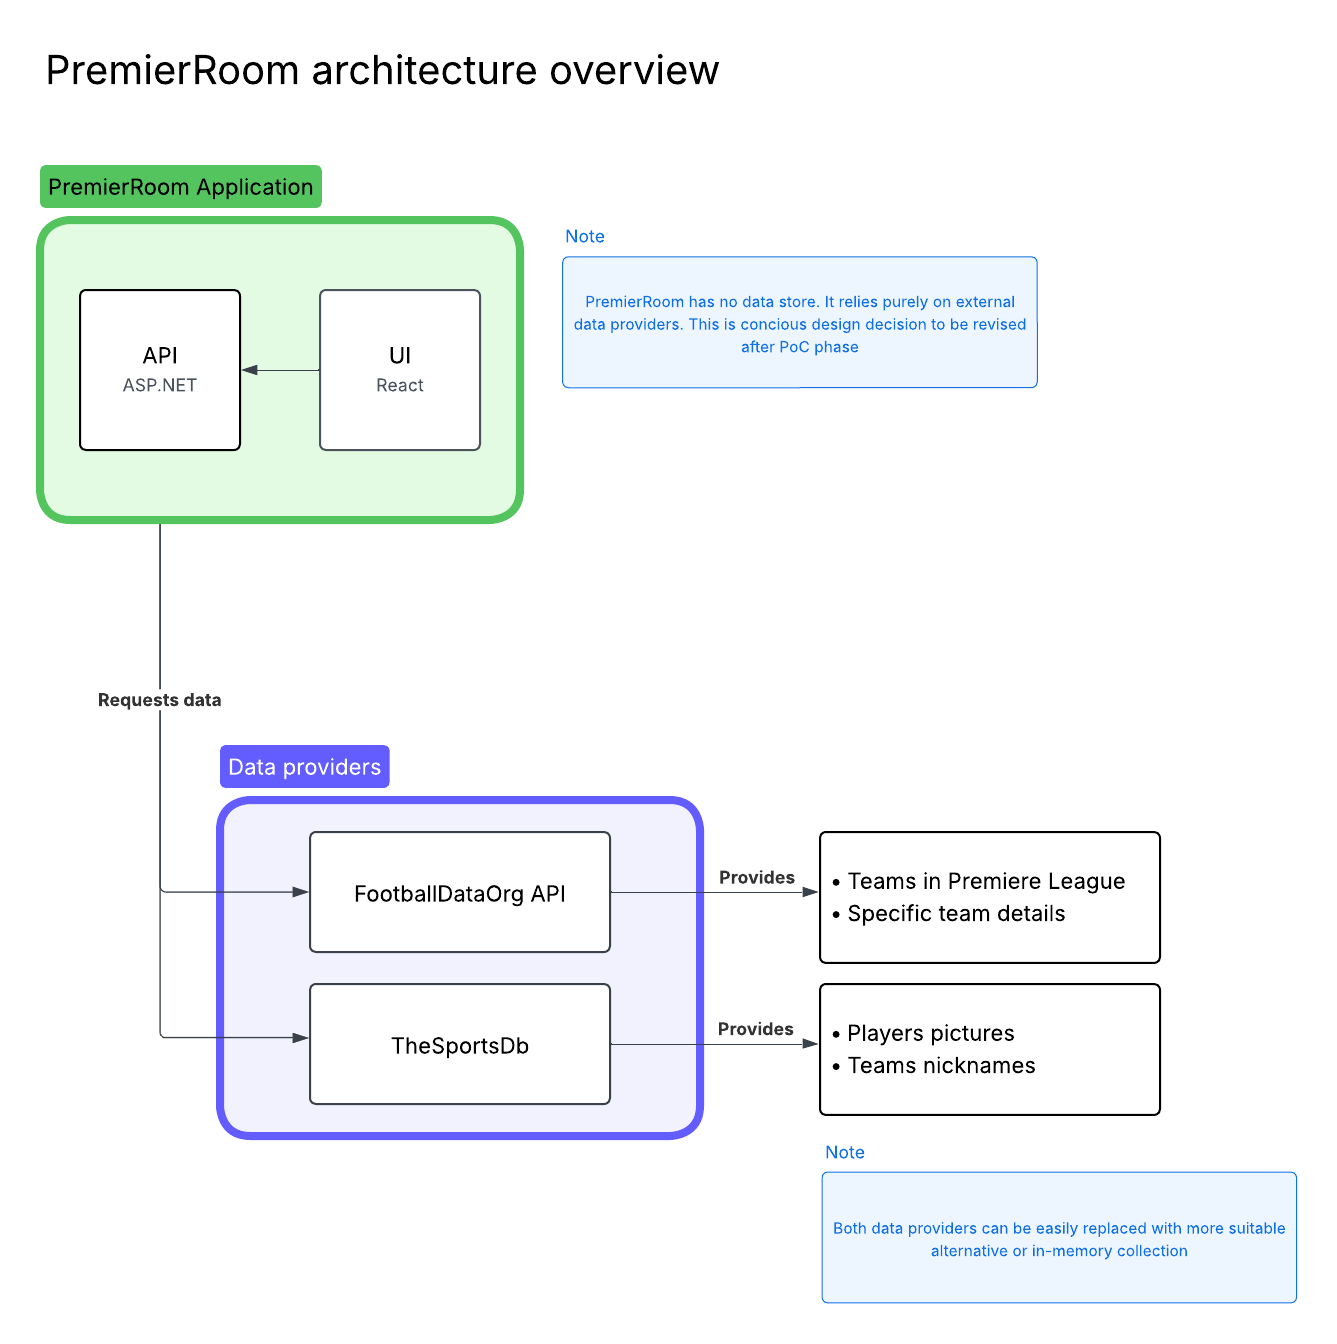 PremierRoom architecture overview
PremierRoom Application
API
ASP.NET
UI
React
Note
PremierRoom has no data store. It relies purely on external
data providers. This is concious design decision to be revised
after PoC phase
Requests data
Data providers
FootballDataOrg API
Provides
• Teams in Premiere League
• Specific team details
TheSportsDb
Provides
• Players pictures
• Teams nicknames
Note
Both data providers can be easily replaced with more suitable
alternative or in-memory collection